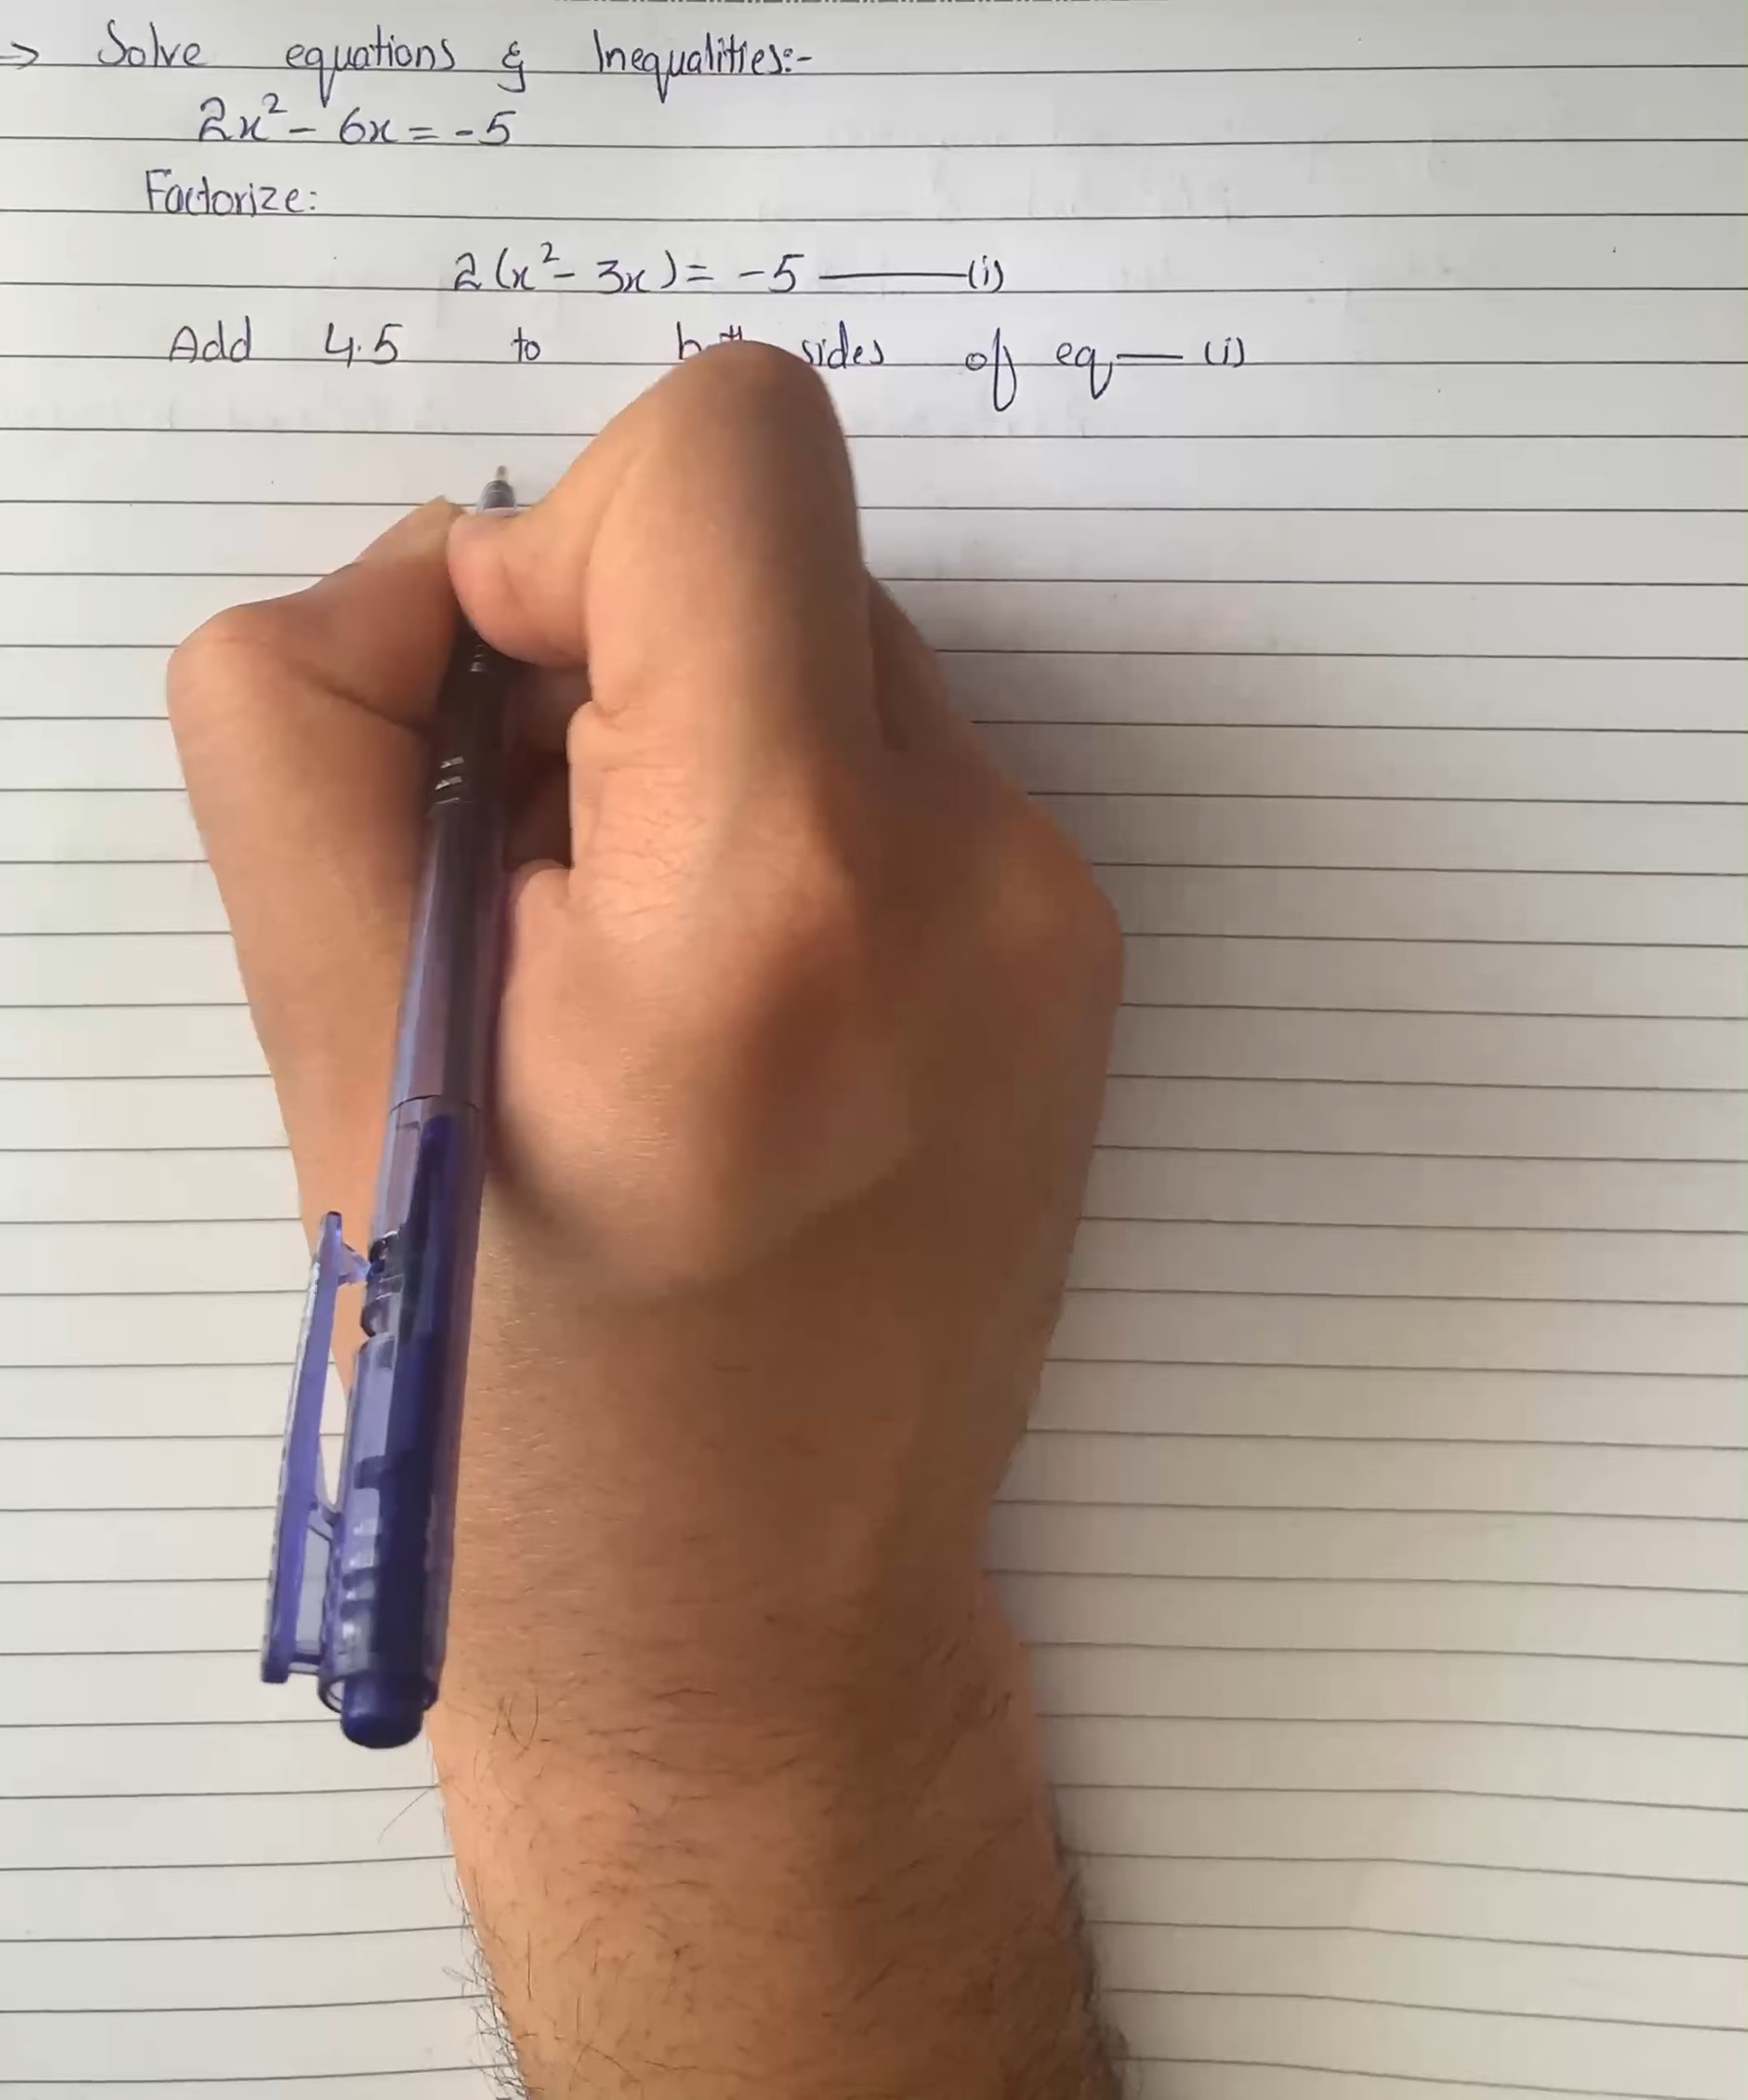 → Solve equations & Inequalities:-
2x² - 6x = -5
Factorize:
2(x² - 3x) = -5 ——— (i)
Add 4.5 to sides of eq — (i)